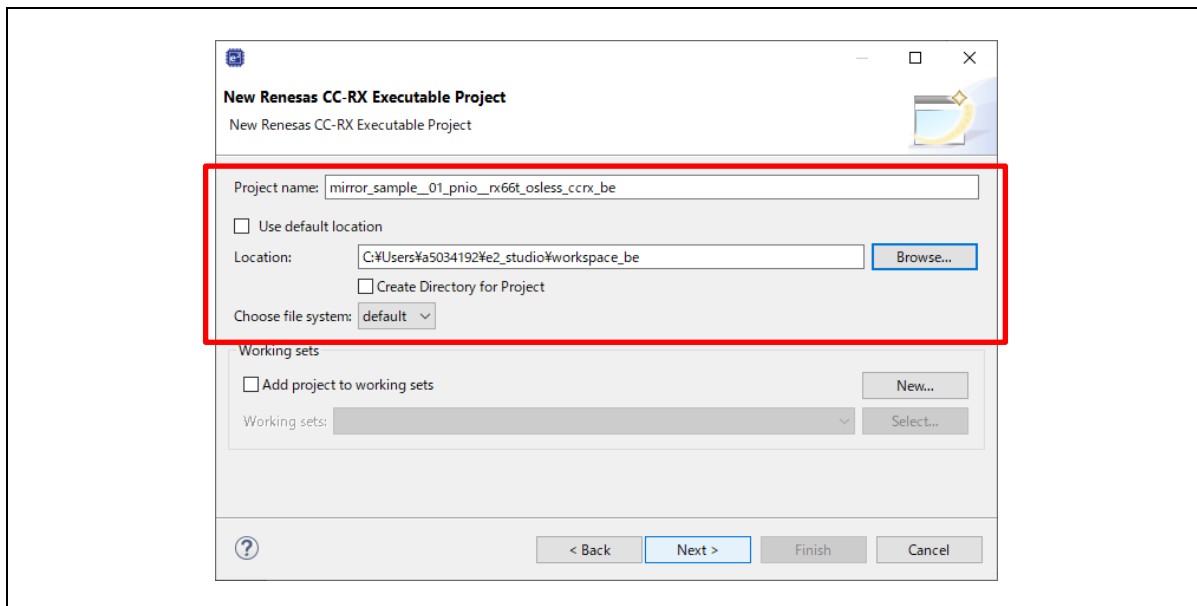 New Renesas CC-RX Executable Project
New Renesas CC-RX Executable Project
Project name: mirror_sample__01_pnio__rx66t_osless_ccrx_be
Use default location
Location: C:¥Users¥a5034192¥e2_studio¥workspace_be Browse...
Create Directory for Project
Choose file system: default
Working sets
Add project to working sets New...
Working sets: Select...
? < Back Next > Finish Cancel